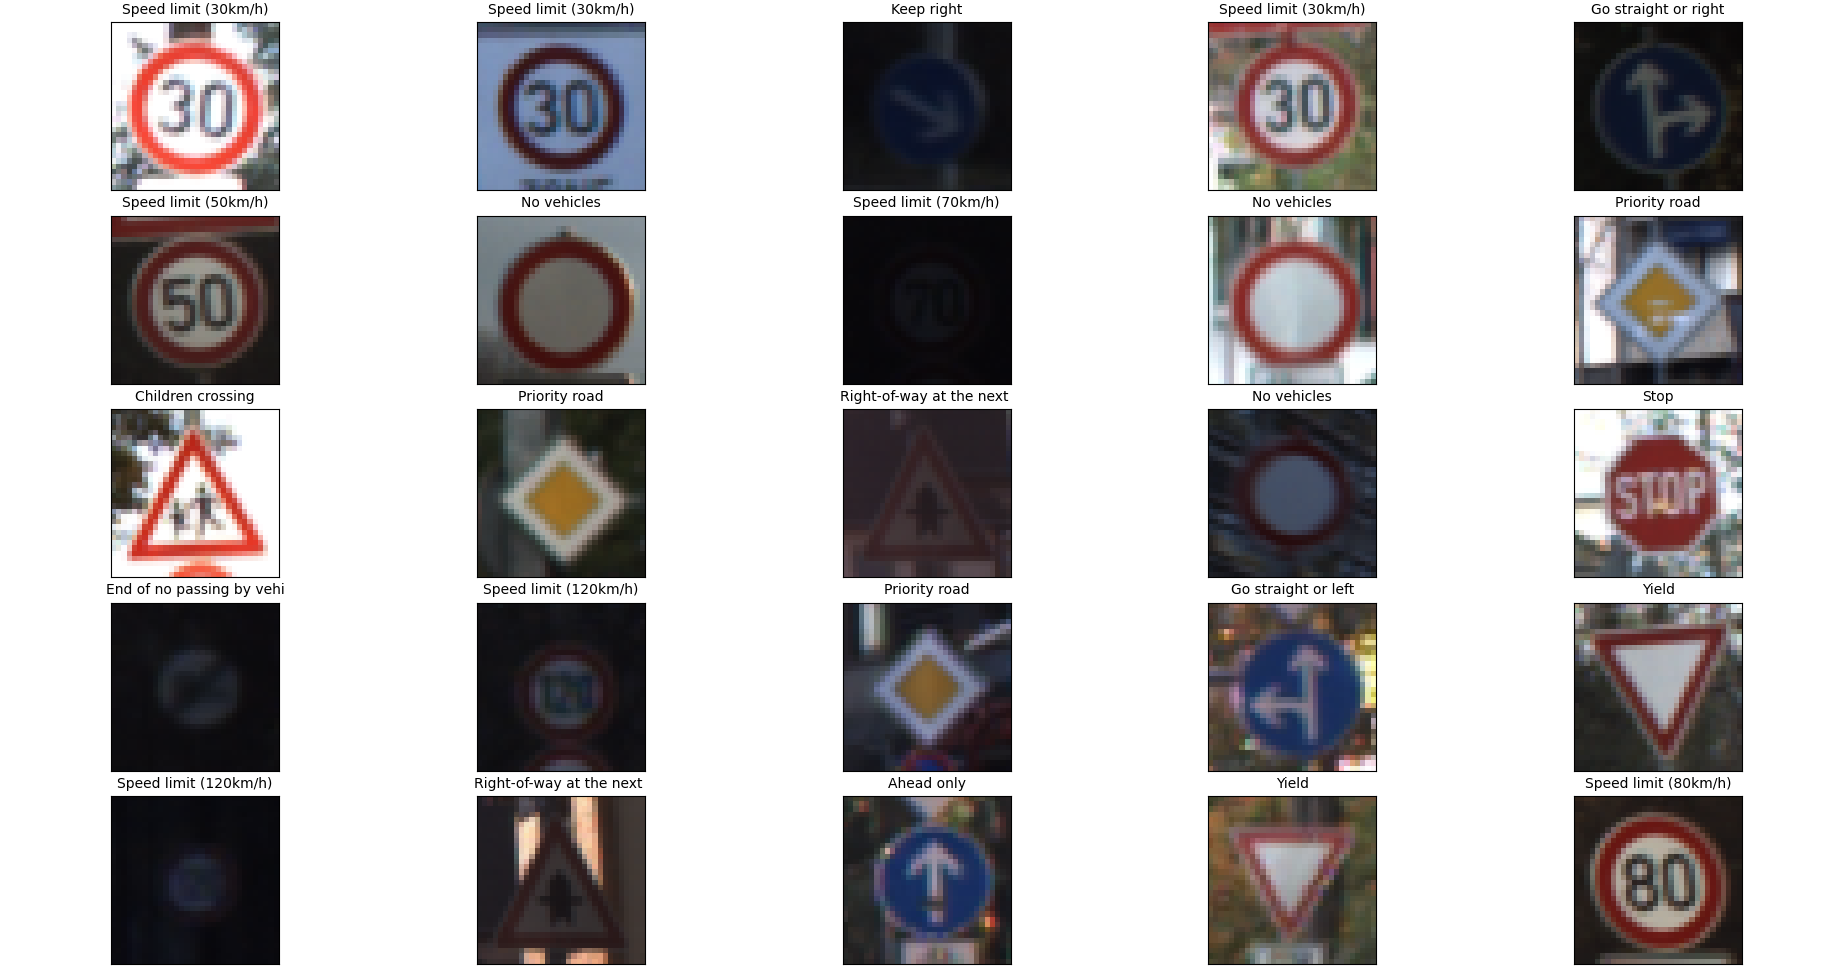 Speed limit (30km/h)
Speed limit (30km/h)
Keep right
Speed limit (30km/h)
Go straight or right
30
30
30
Speed limit (50km/h)
No vehicles
Speed limit (70km/h)
No vehicles
Priority road
50
70
Children crossing
Priority road
Right-of-way at the next
No vehicles
Stop
STOP
End of no passing by vehi
Speed limit (120km/h)
Priority road
Go straight or left
Yield
120
Speed limit (120km/h)
Right-of-way at the next
Ahead only
Yield
Speed limit (80km/h)
80